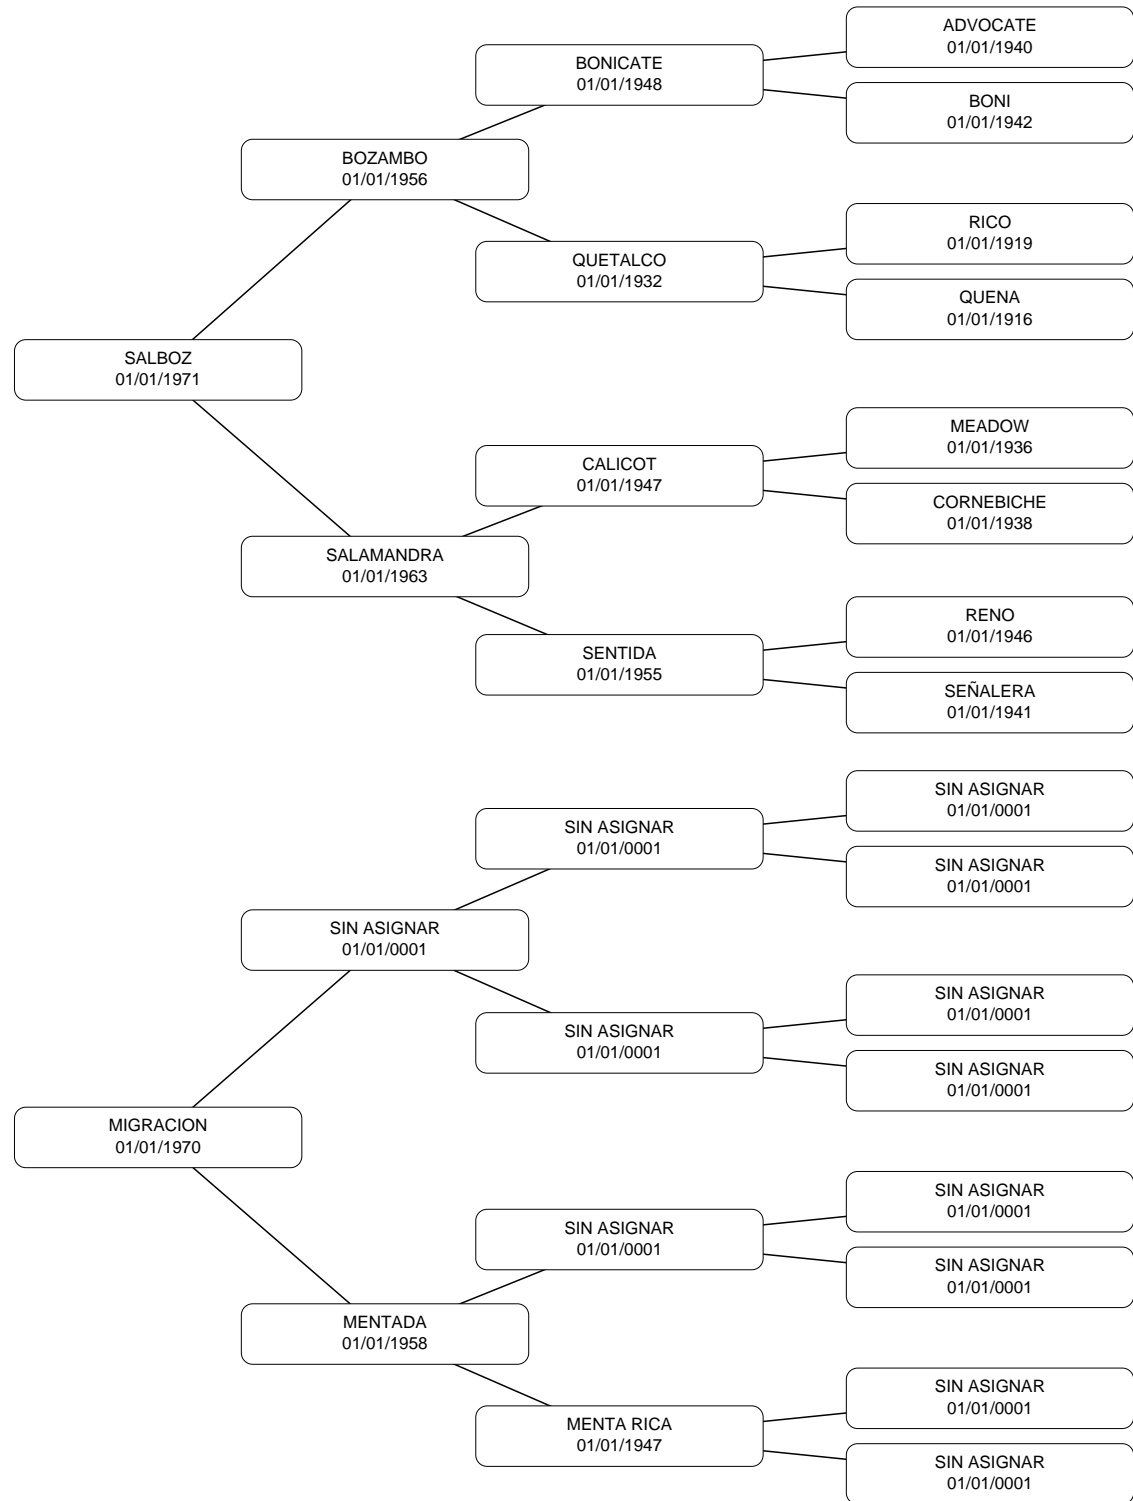 ADVOCATE
01/01/1940
BONICATE
01/01/1948
BONI
01/01/1942
BOZAMBO
01/01/1956
RICO
01/01/1919
QUETALCO
01/01/1932
QUENA
01/01/1916
SALBOZ
01/01/1971
MEADOW
01/01/1936
CALICOT
01/01/1947
CORNEBICHE
01/01/1938
SALAMANDRA
01/01/1963
RENO
01/01/1946
SENTIDA
01/01/1955
SEÑALERA
01/01/1941
SIN ASIGNAR
01/01/0001
SIN ASIGNAR
01/01/0001
SIN ASIGNAR
01/01/0001
SIN ASIGNAR
01/01/0001
SIN ASIGNAR
01/01/0001
SIN ASIGNAR
01/01/0001
SIN ASIGNAR
01/01/0001
MIGRACION
01/01/1970
SIN ASIGNAR
01/01/0001
SIN ASIGNAR
01/01/0001
SIN ASIGNAR
01/01/0001
MENTADA
01/01/1958
SIN ASIGNAR
01/01/0001
MENTA RICA
01/01/1947
SIN ASIGNAR
01/01/0001